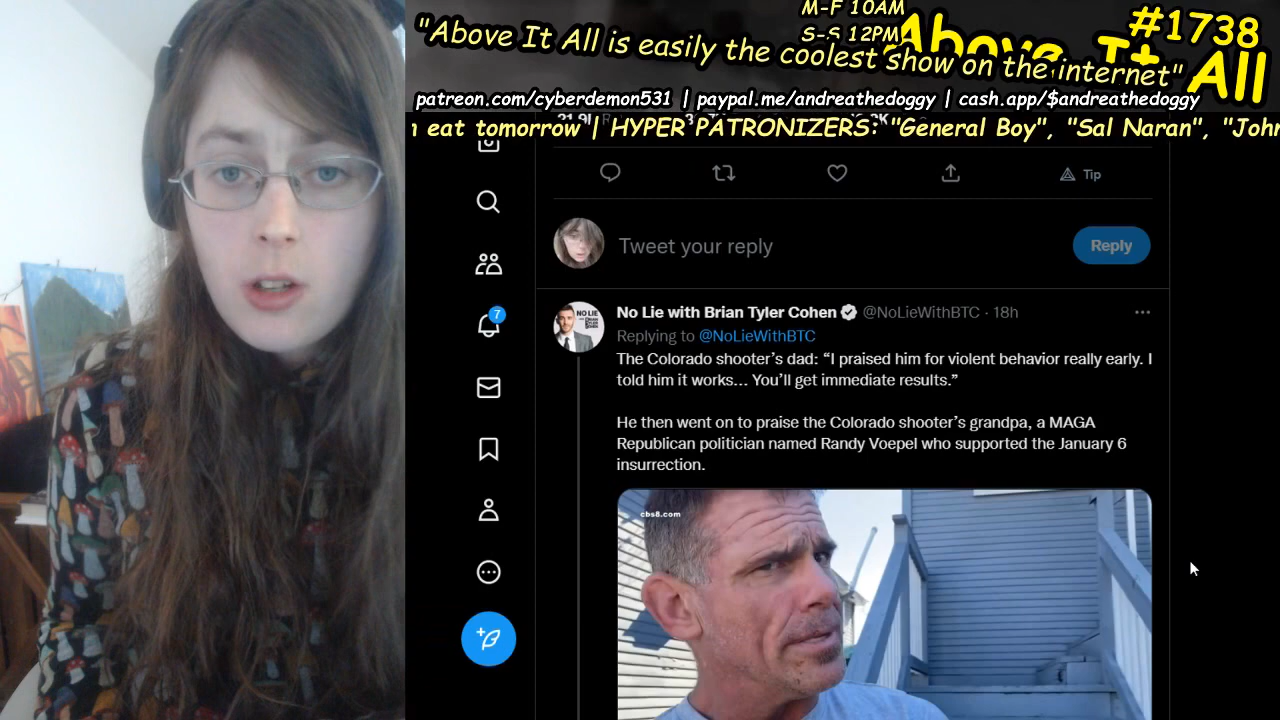 M-F 10AM
S-S 12PM
#1738
Above It All
"Above It All is easily the coolest show on the internet"
patreon.com/cyberdemon531 | paypal.me/andreathedoggy | cash.app/$andreathedoggy
eat tomorrow | HYPER PATRONIZERS: "General Boy", "Sal Naran", "John
Tip
Tweet your reply
Reply
No Lie with Brian Tyler Cohen @NoLieWithBTC · 18h
NO LIE
Replying to @NoLieWithBTC
7
The Colorado shooter's dad: “I praised him for violent behavior really early. I
told him it works... You'll get immediate results.”
He then went on to praise the Colorado shooter's grandpa, a MAGA
Republican politician named Randy Voepel who supported the January 6
insurrection.
cbs8.com